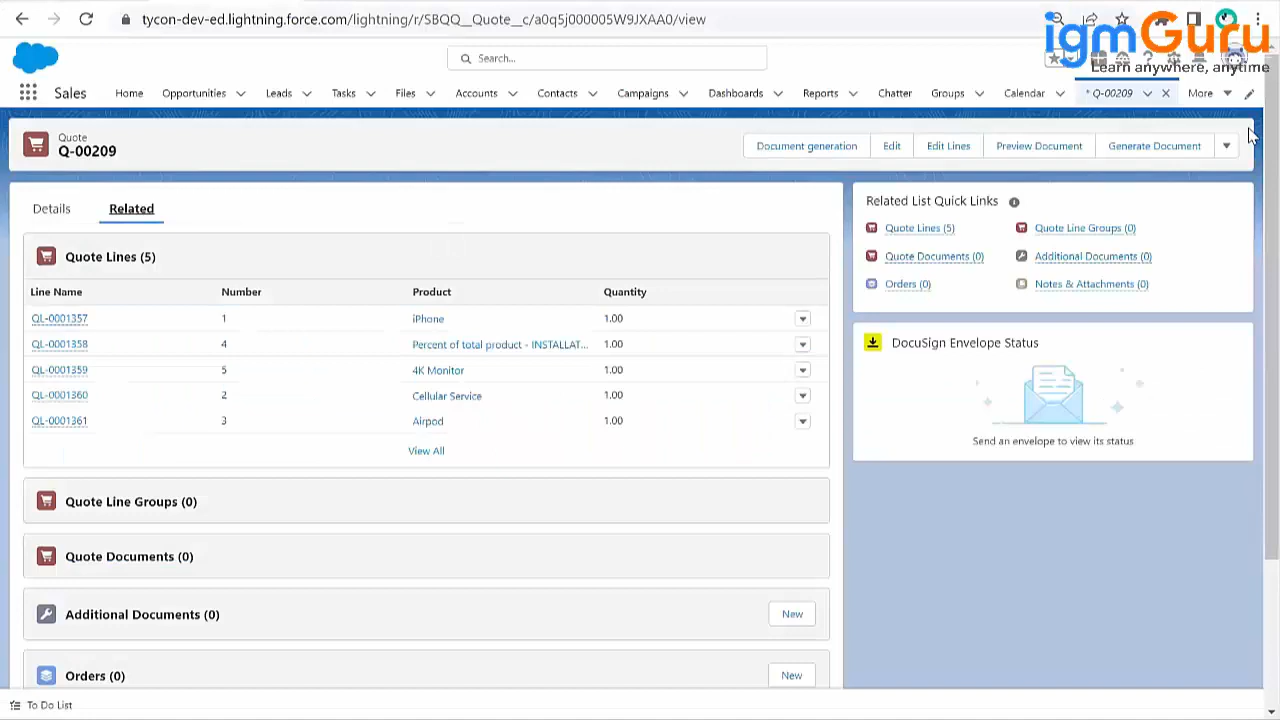 tycon-dev-ed.lightning.force.com/lightning/r/SBQQ__Quote__c/a0q5j000005W9JXAA0/view
igmGuru
Learn anywhere, anytime
Search...
Sales Home Opportunities Leads Tasks Files Accounts Contacts Campaigns Dashboards Reports Chatter Groups Calendar * Q-00209 More
Quote
Q-00209
Document generation Edit Edit Lines Preview Document Generate Document
Details Related
Quote Lines (5)
Line Name Number Product Quantity
QL-0001357 1 iPhone 1.00
QL-0001358 4 Percent of total product - INSTALLAT... 1.00
QL-0001359 5 4K Monitor 1.00
QL-0001360 2 Cellular Service 1.00
QL-0001361 3 Airpod 1.00
View All
Quote Line Groups (0)
Quote Documents (0)
Additional Documents (0) New
Orders (0) New
Related List Quick Links
Quote Lines (5) Quote Line Groups (0)
Quote Documents (0) Additional Documents (0)
Orders (0) Notes & Attachments (0)
DocuSign Envelope Status
Send an envelope to view its status
To Do List